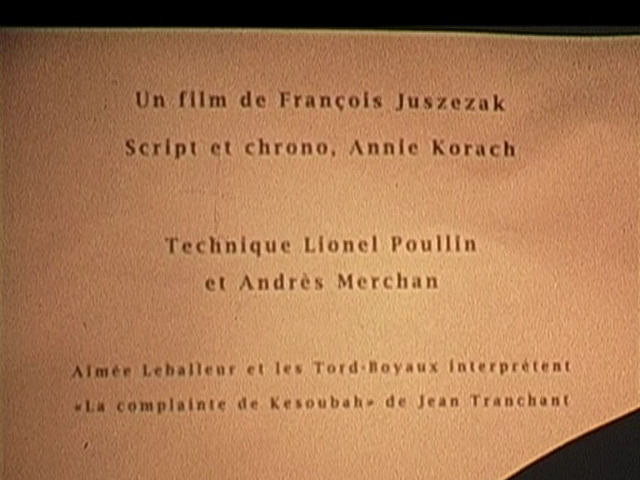 Un film de François Juszezak
Script et chrono, Annie Korach
Technique Lionel Poullin
et Andrès Merchan
Aimée Leballeur et les Tord-Boyaux interprétent
«La complainte de Kesoubah» de Jean Tranchant